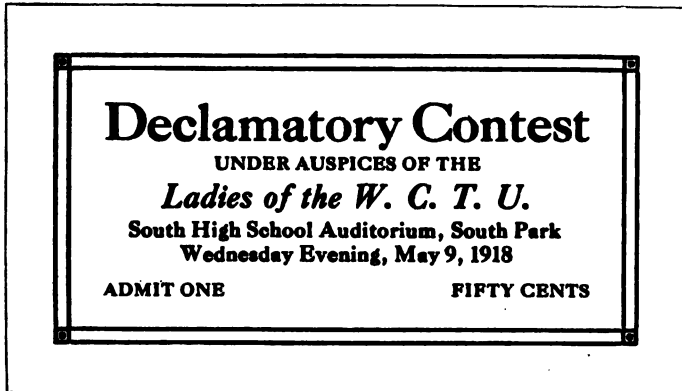 Declamatory Contest
UNDER AUSPICES OF THE
Ladies of the W. C. T. U.
South High School Auditorium, South Park
Wednesday Evening, May 9, 1918
ADMIT ONE FIFTY CENTS